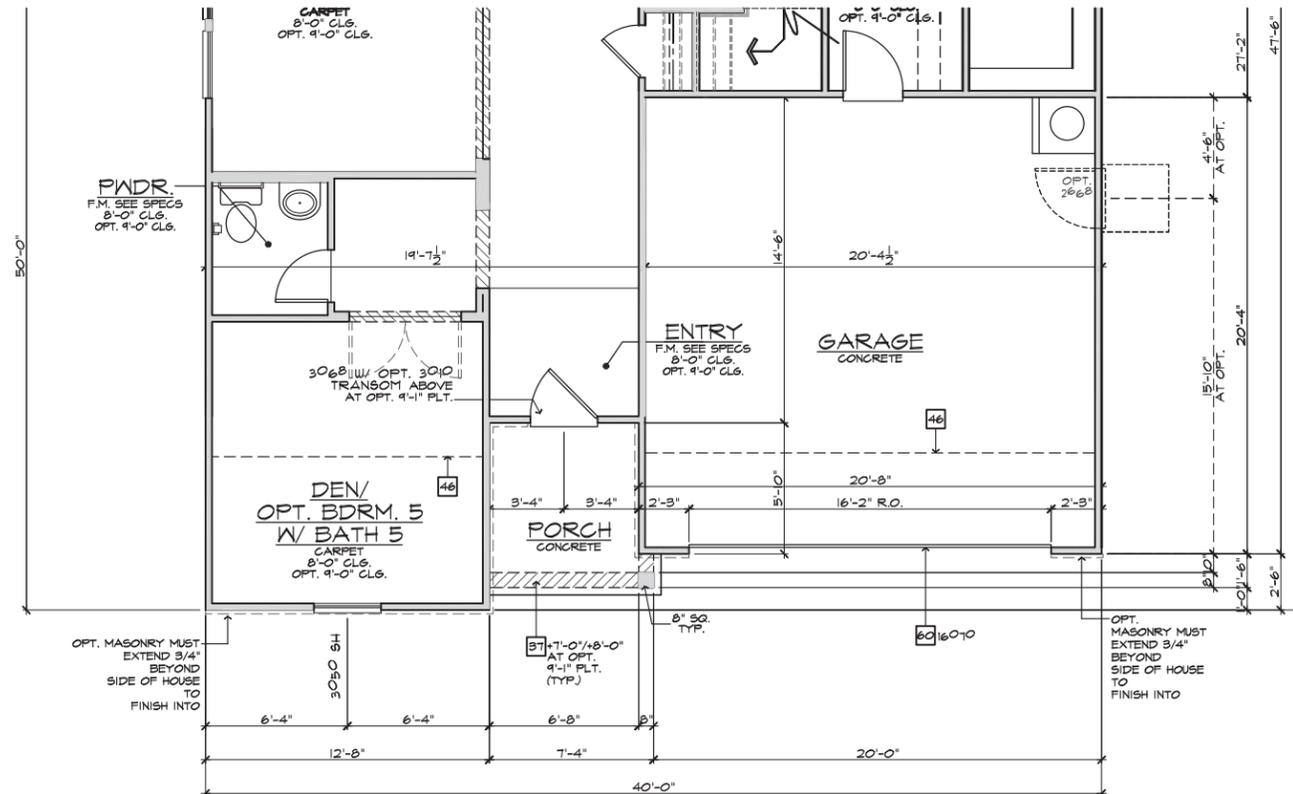 CARPET
8'-0" CLG.
OPT. 9'-0" CLG.
OPT. 9'-0" CLG.
27'-2"
47'-6"
4'-6"
AT OPT.
PWDR.
F.M. SEE SPECS
8'-0" CLG.
OPT. 9'-0" CLG.
OPT.
2668
50'-0"
19'-7½"
14'-6"
20'-4½"
ENTRY
F.M. SEE SPECS
8'-0" CLG.
OPT. 9'-0" CLG.
GARAGE
CONCRETE
20'-4"
15'-10"
AT OPT.
3068 W/ OPT. 3010
TRANSOM ABOVE
AT OPT. 9'-1" PLT.
46
46
DEN/
OPT. BDRM. 5
W/ BATH 5
CARPET
8'-0" CLG.
OPT. 9'-0" CLG.
20'-8"
3'-4"
3'-4"
2'-3"
5'-10"
16'-2" R.O.
2'-3"
PORCH
CONCRETE
8"
10"
1'-6"
1'-0"
2'-6"
OPT. MASONRY MUST
EXTEND 3/4"
BEYOND
SIDE OF HOUSE
TO
FINISH INTO
3050 SH
37 +7'-0"/+8'-0"
AT OPT.
9'-1" PLT.
(TYP.)
8" SQ.
TYP.
60 16070
OPT.
MASONRY MUST
EXTEND 3/4"
BEYOND
SIDE OF HOUSE
TO
FINISH INTO
6'-4"
6'-4"
6'-8"
8"
12'-8"
7'-4"
20'-0"
40'-0"